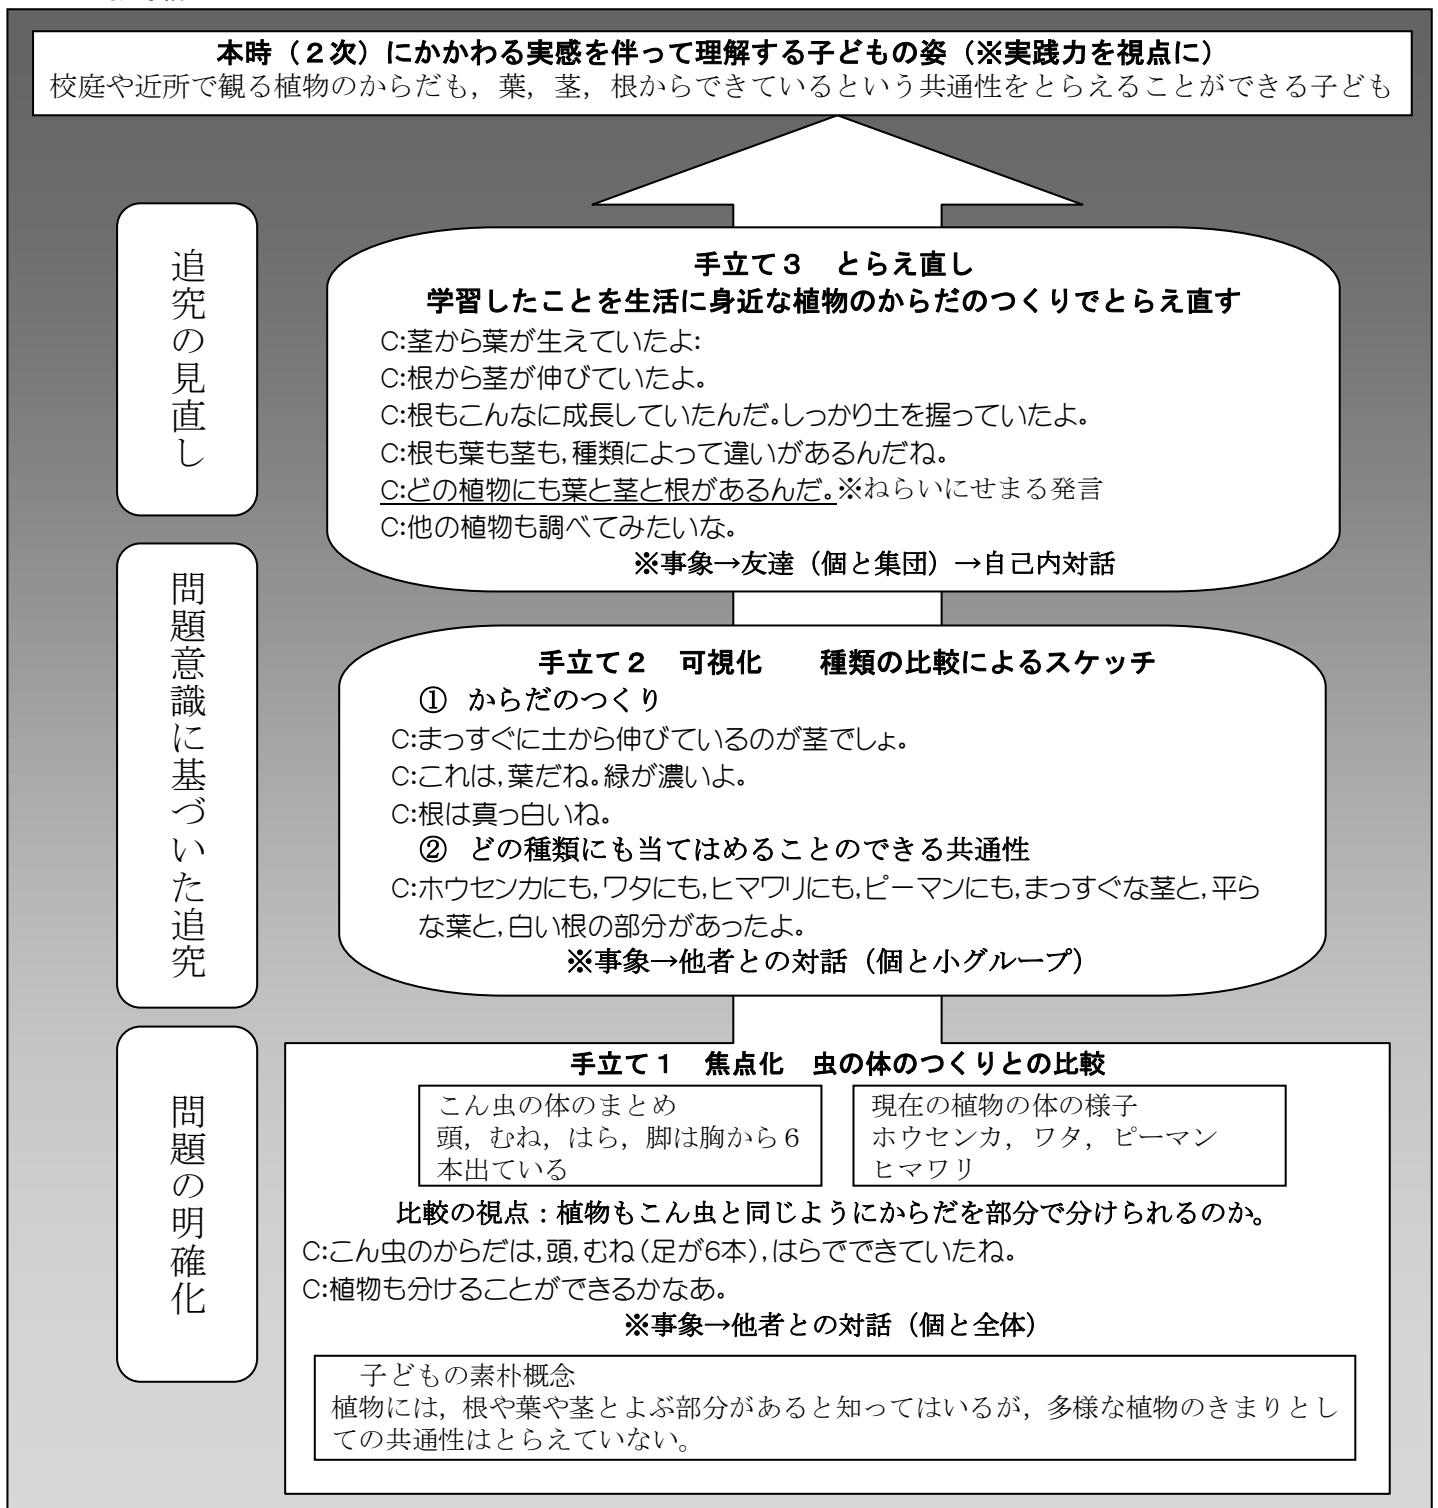 本時（２次）にかかわる実感を伴って理解する子どもの姿（※実践力を視点に）
校庭や近所で観る植物のからだも，葉，茎，根からできているという共通性をとらえることができる子ども
追究の見直し
手立て３　とらえ直し
学習したことを生活に身近な植物のからだのつくりでとらえ直す
C:茎から葉が生えていたよ:
C:根から茎が伸びていたよ。
C:根もこんなに成長していたんだ。しっかり土を握っていたよ。
C:根も葉も茎も，種類によって違いがあるんだね。
C:どの植物にも葉と茎と根があるんだ。※ねらいにせまる発言
C:他の植物も調べてみたいな。
※事象→友達（個と集団）→自己内対話
問題意識に基づいた追究
手立て２　可視化　　種類の比較によるスケッチ
①　からだのつくり
C:まっすぐに土から伸びているのが茎でしょ。
C:これは，葉だね。緑が濃いよ。
C:根は真っ白いね。
②　どの種類にも当てはめることのできる共通性
C:ホウセンカにも，ワタにも，ヒマワリにも，ピーマンにも，まっすぐな茎と，平ら
な葉と，白い根の部分があったよ。
※事象→他者との対話（個と小グループ）
問題の明確化
手立て１　焦点化　虫の体のつくりとの比較
こん虫の体のまとめ
頭，むね，はら，脚は胸から６
本出ている
現在の植物の体の様子
ホウセンカ，ワタ，ピーマン
ヒマワリ
比較の視点：植物もこん虫と同じようにからだを部分で分けられるのか。
C:こん虫のからだは，頭，むね（足が6本），はらでできていたね。
C:植物も分けることができるかなあ。
※事象→他者との対話（個と全体）
子どもの素朴概念
植物には，根や葉や茎とよぶ部分があると知ってはいるが，多様な植物のきまりとし
ての共通性はとらえていない。